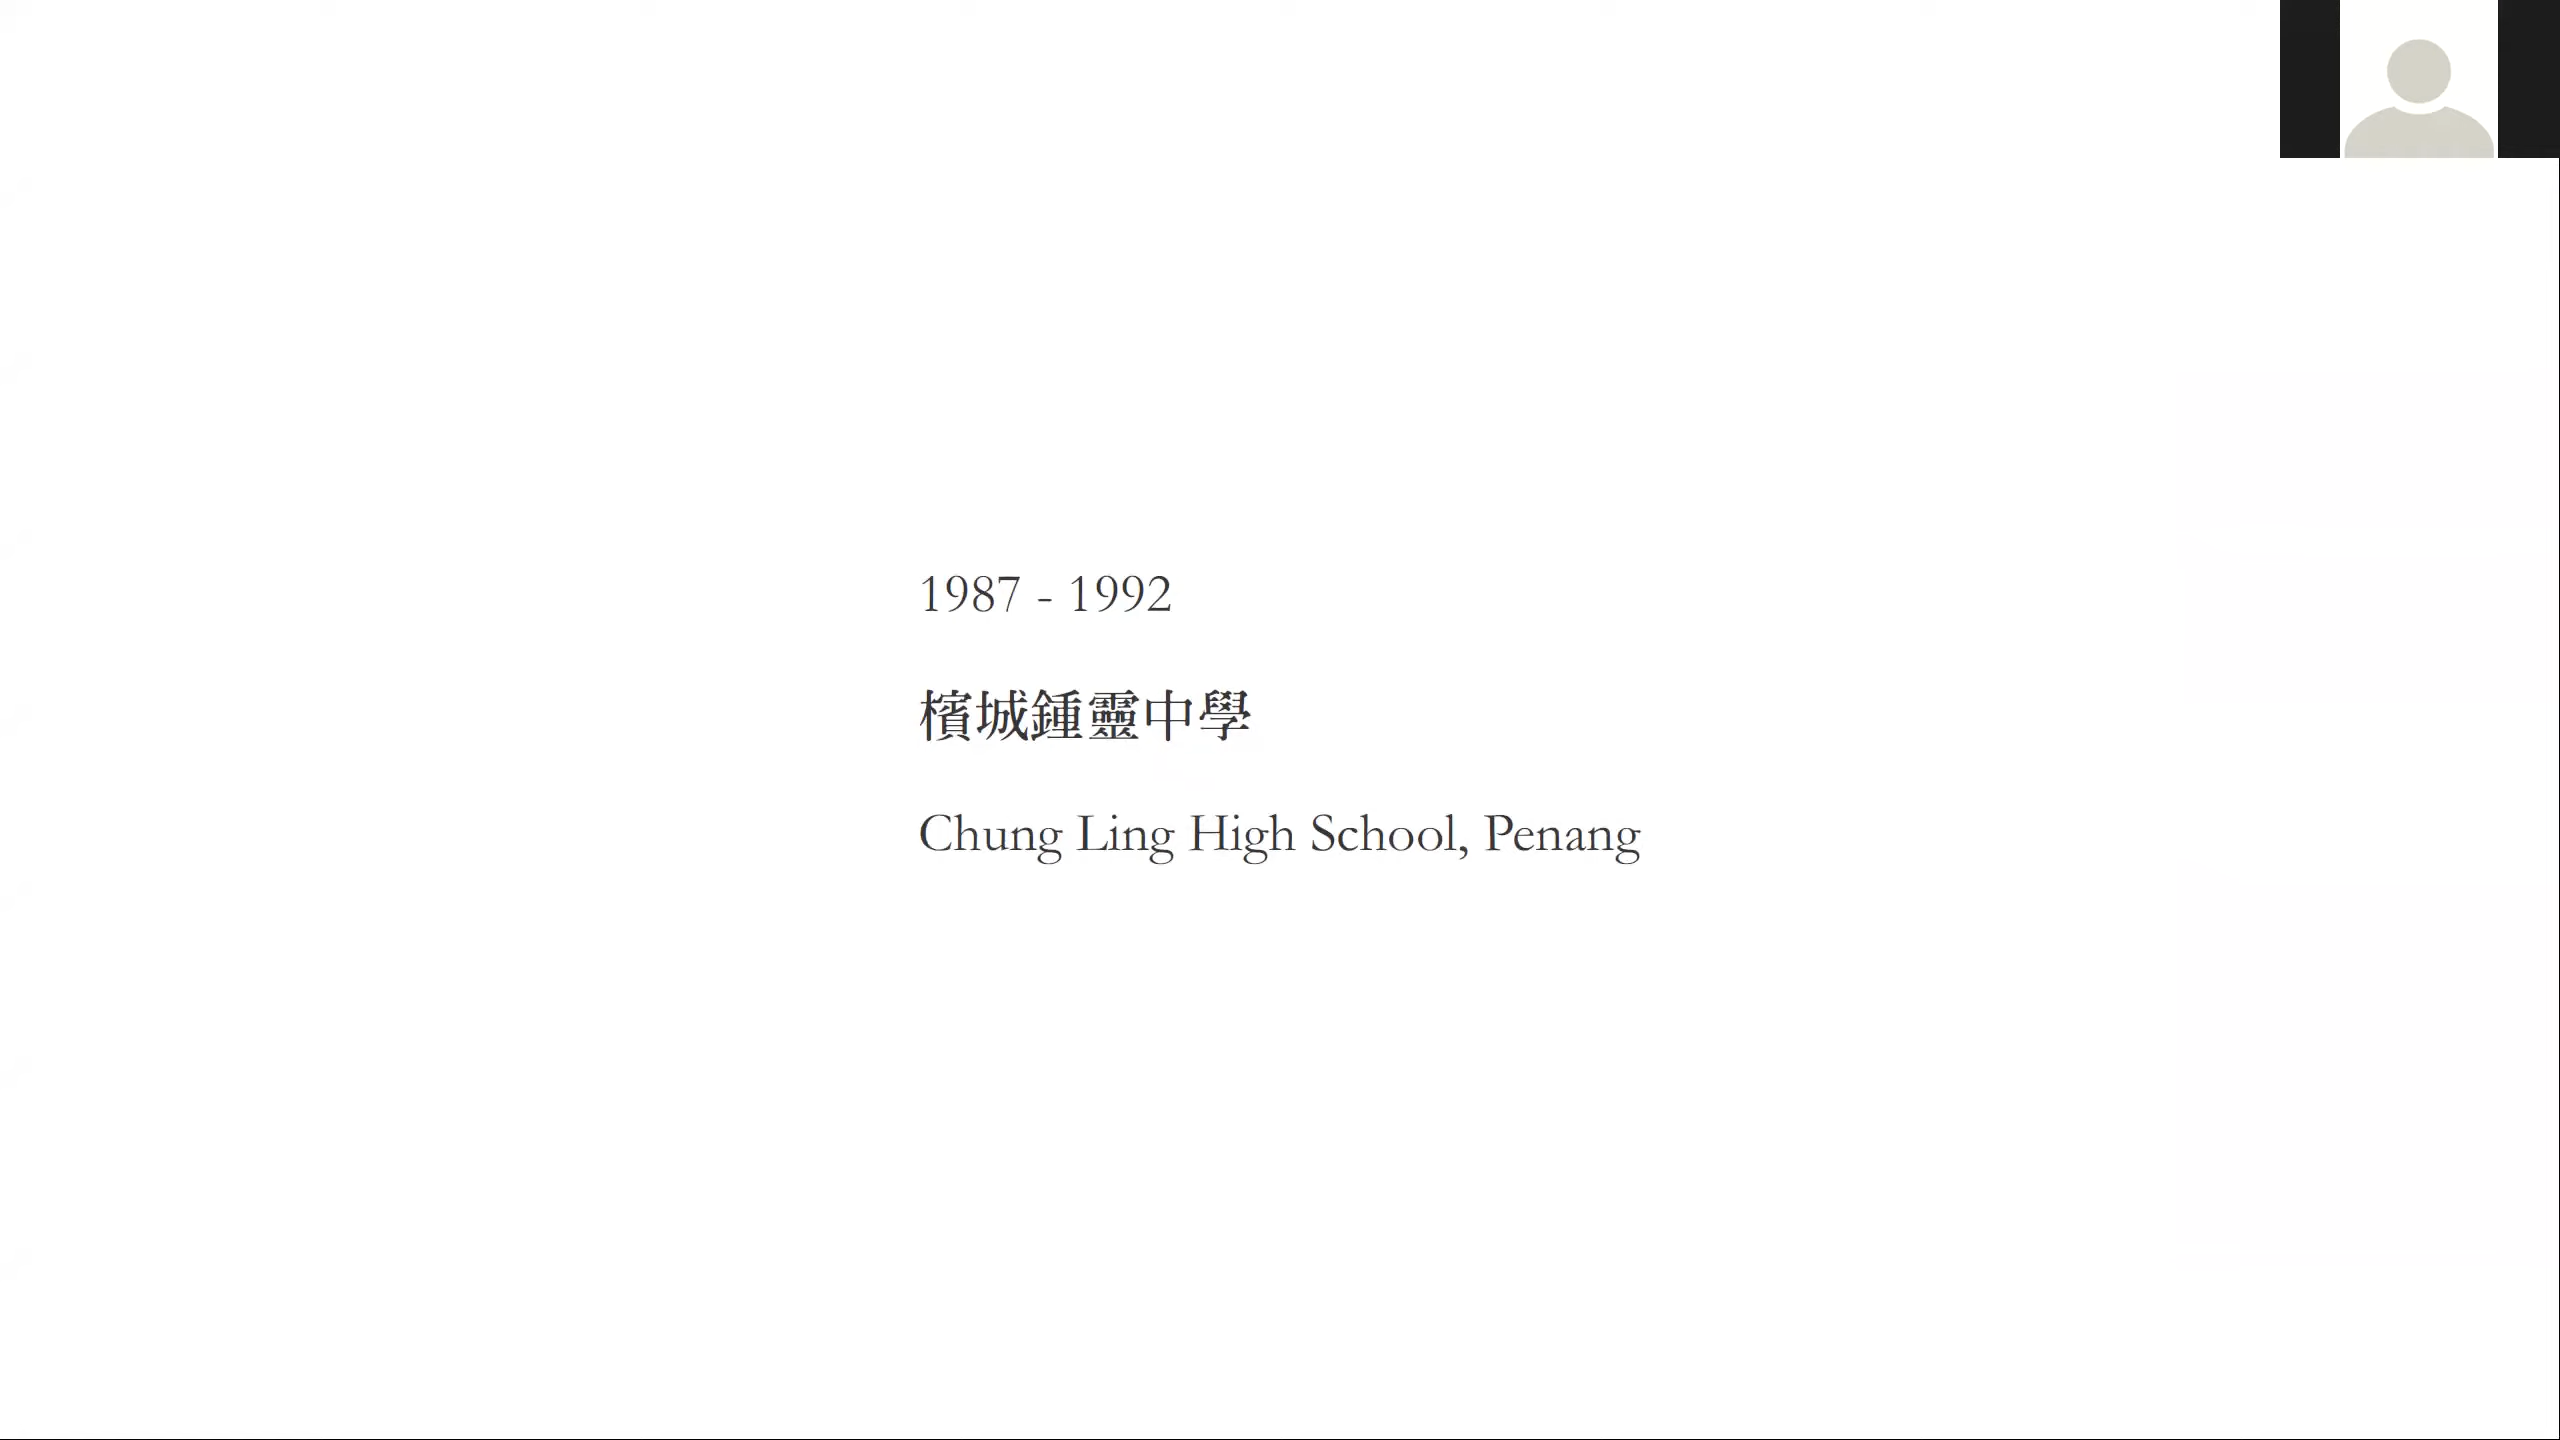 1987 - 1992
檳城鍾靈中學
Chung Ling High School, Penang